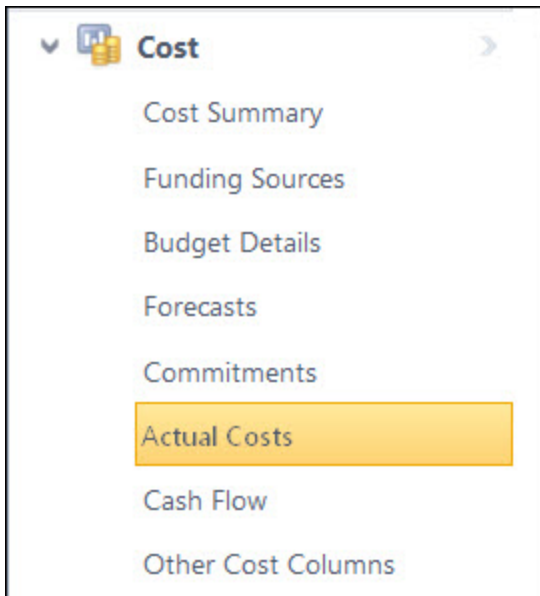 Cost
Cost Summary
Funding Sources
Budget Details
Forecasts
Commitments
Actual Costs
Cash Flow
Other Cost Columns